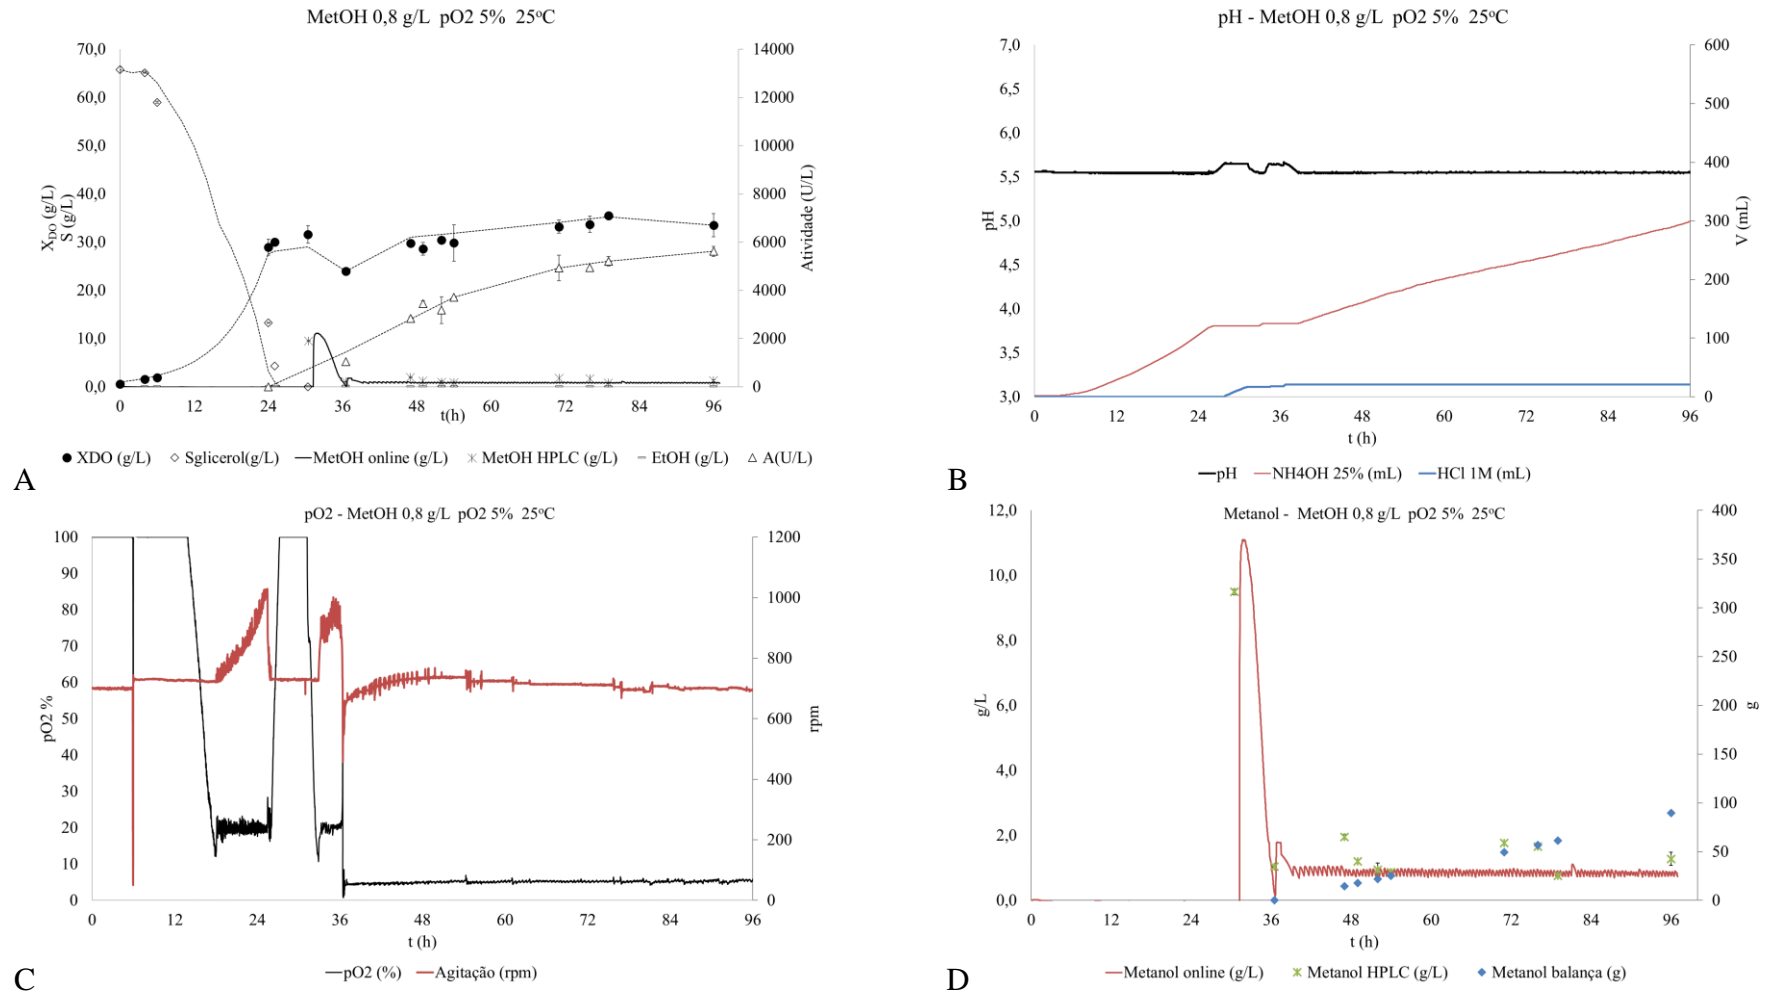 MetOH 0,8 g/L pO2 5% 25ºC
70,0
60,0
50,0
40,0
30,0
20,0
10,0
0,0
X_DO (g/L)
S (g/L)
14000
12000
10000
8000
6000
4000
2000
0
Atividade (U/L)
0 12 24 36 48 60 72 84 96
t(h)
XDO (g/L) Sglicerol(g/L) MetOH online (g/L) MetOH HPLC (g/L) EtOH (g/L) A(U/L)
A
pH - MetOH 0,8 g/L pO2 5% 25ºC
7,0
6,5
6,0
5,5
5,0
4,5
4,0
3,5
3,0
pH
600
500
400
300
200
100
0
V (mL)
0 12 24 36 48 60 72 84 96
t (h)
pH NH4OH 25% (mL) HCl 1M (mL)
B
pO2 - MetOH 0,8 g/L pO2 5% 25ºC
100
90
80
70
60
50
40
30
20
10
0
pO2 %
1200
1000
800
600
400
200
0
rpm
0 12 24 36 48 60 72 84 96
t (h)
pO2 (%) Agitação (rpm)
C
Metanol - MetOH 0,8 g/L pO2 5% 25ºC
12,0
10,0
8,0
6,0
4,0
2,0
0,0
g/L
400
350
300
250
200
150
100
50
0
g
0 12 24 36 48 60 72 84 96
t (h)
Metanol online (g/L) Metanol HPLC (g/L) Metanol balança (g)
D